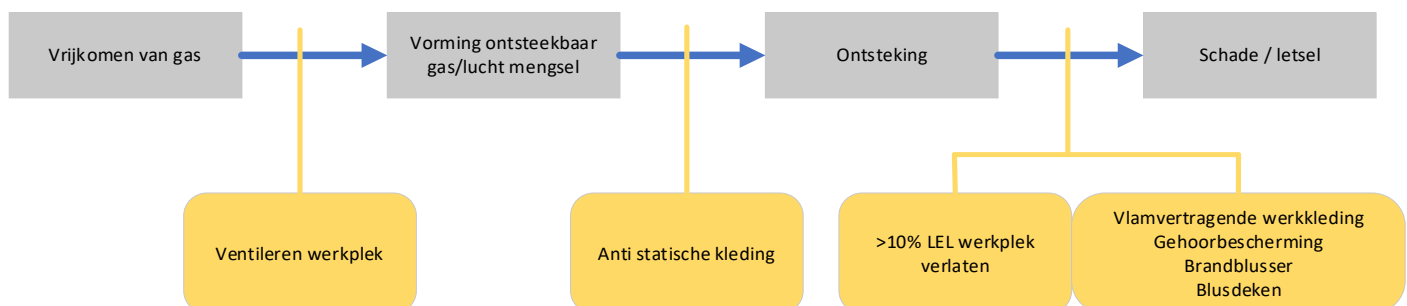 Vrijkomen van gas
Vorming ontsteekbaar
gas/lucht mengsel
Ontsteking
Schade / letsel
Ventileren werkplek
Anti statische kleding
>10% LEL werkplek
verlaten
Vlamvertragende werkkleding
Gehoorbescherming
Brandblusser
Blusdeken